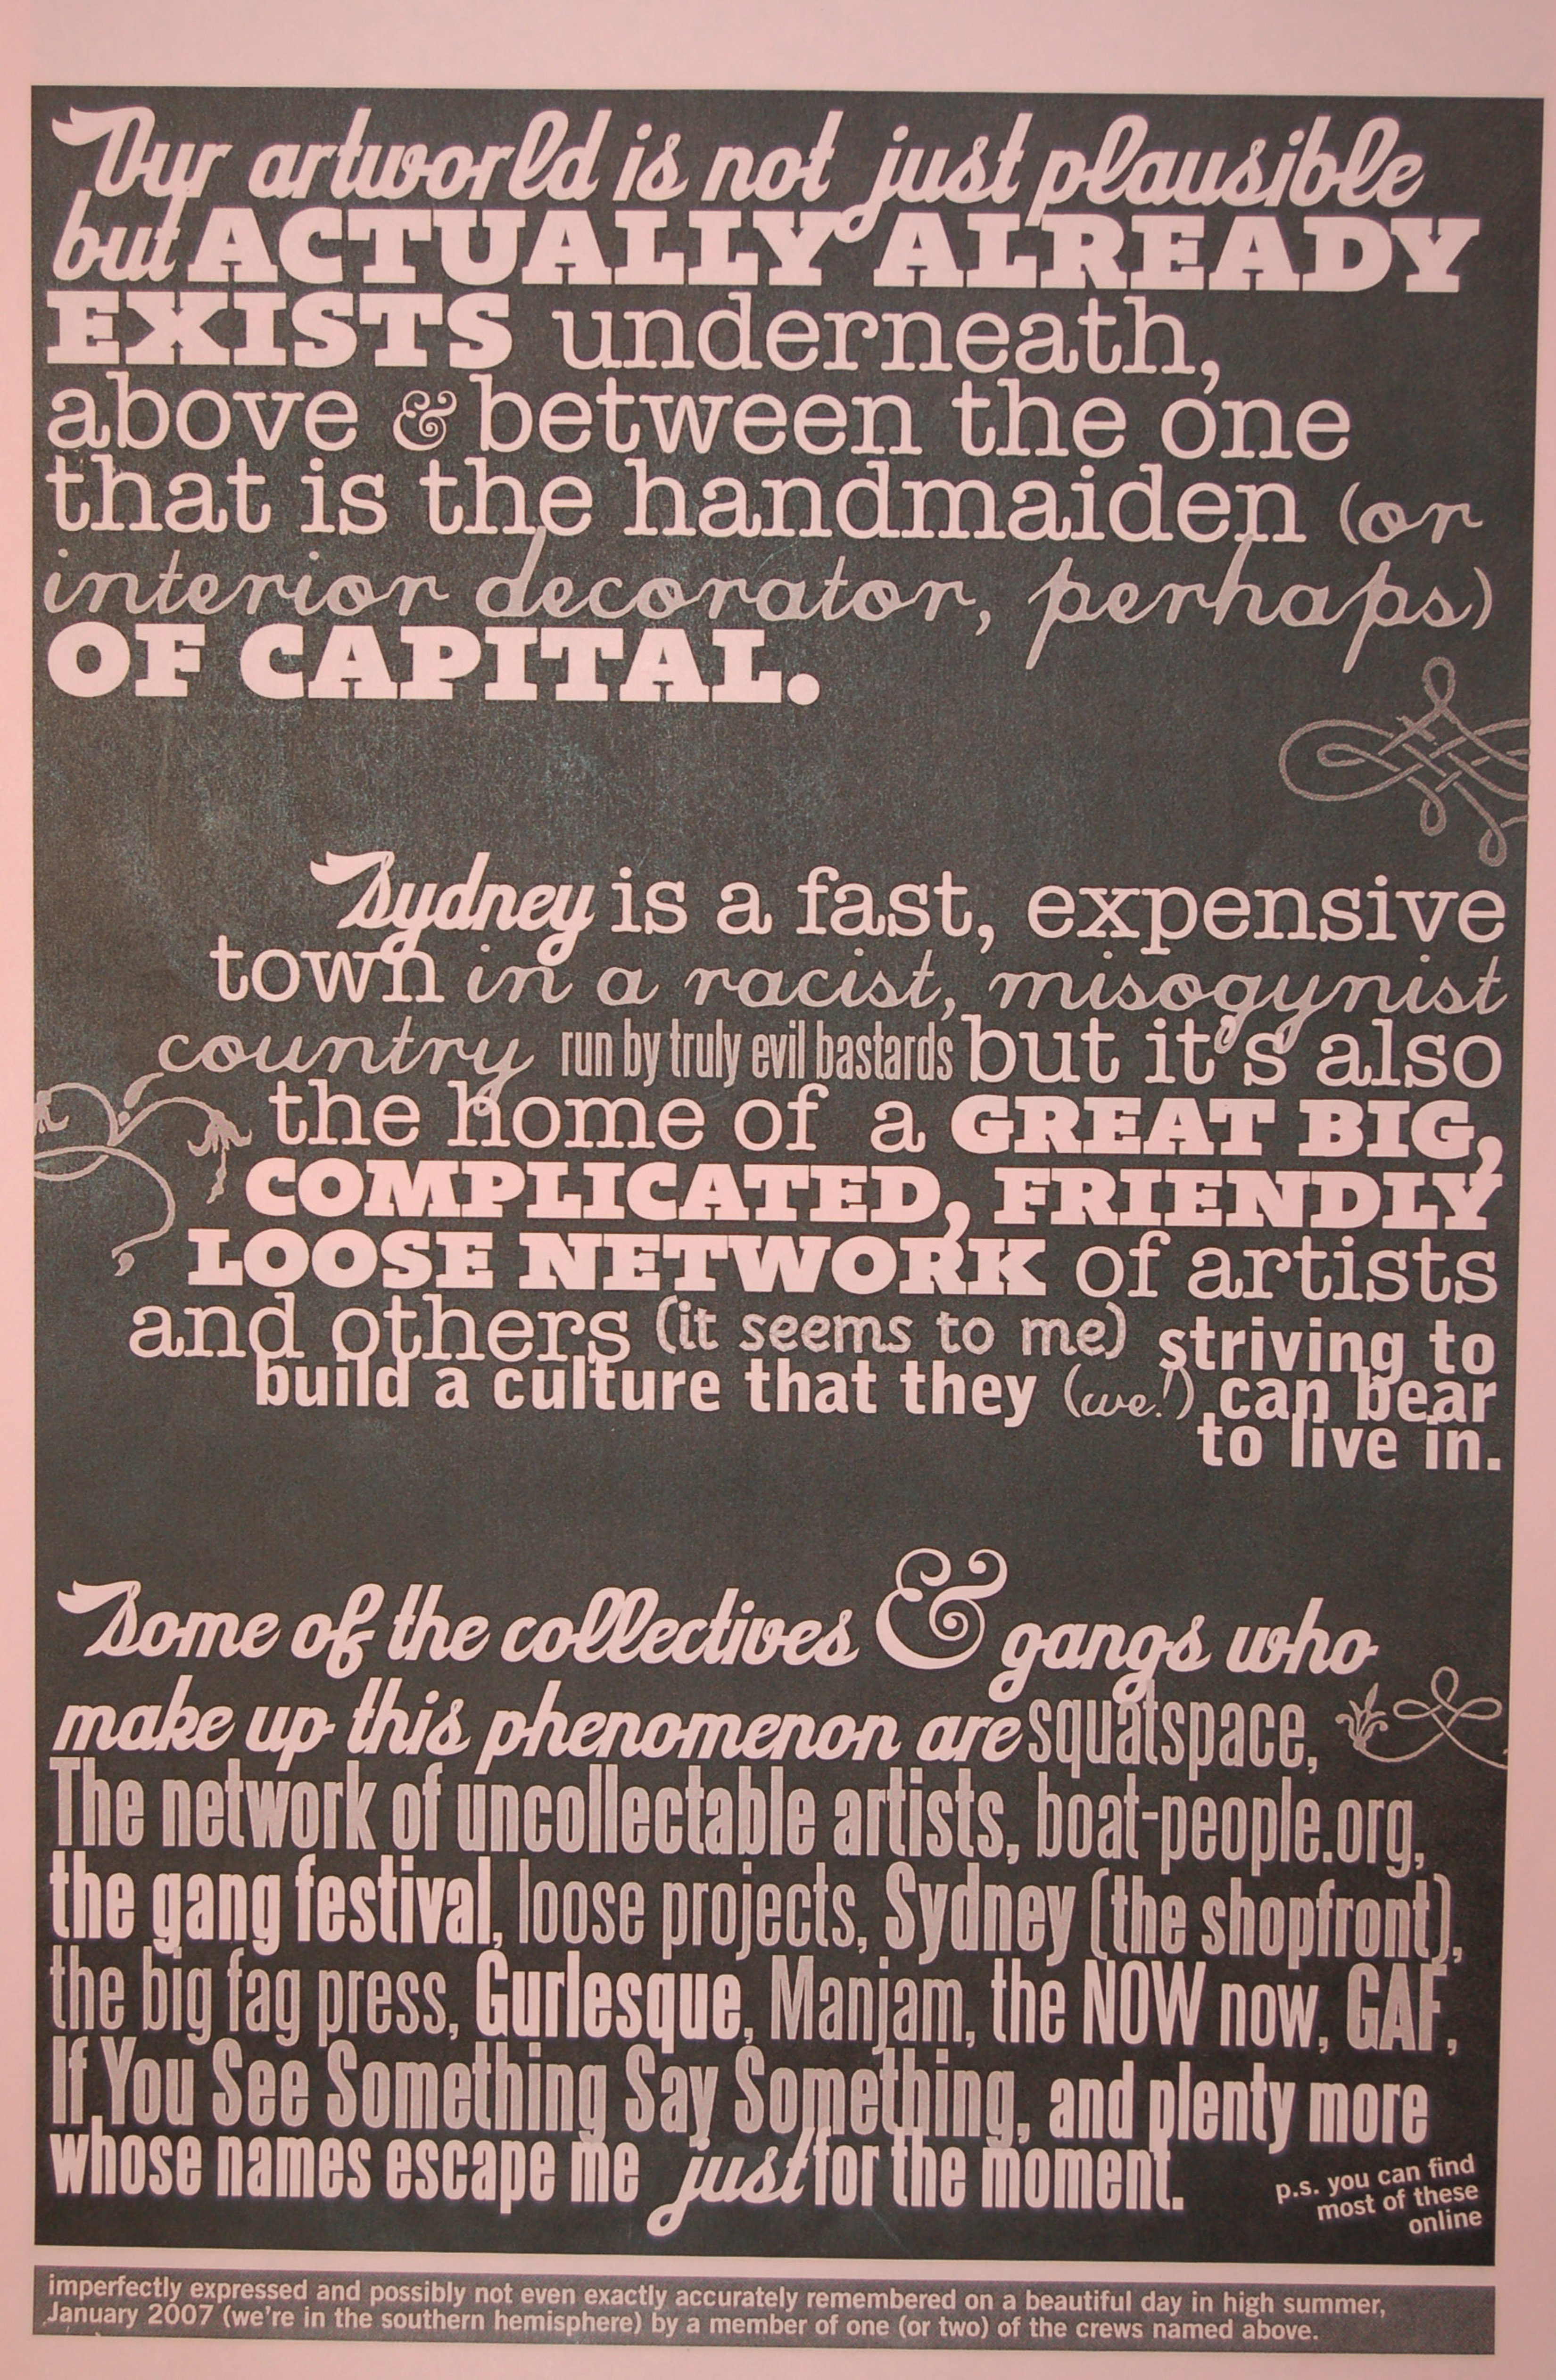 Our artworld is not just plausible
but ACTUALLY ALREADY
EXISTS underneath,
above & between the one
that is the handmaiden (or
interior decorator, perhaps)
OF CAPITAL.
Sydney is a fast, expensive
town in a racist, misogynist
country run by truly evil bastards but it's also
the home of a GREAT BIG,
COMPLICATED, FRIENDLY
LOOSE NETWORK of artists
and others (it seems to me) striving to
build a culture that they (we!) can bear
to live in.
Some of the collectives & gangs who
make up this phenomenon are squatspace,
The network of uncollectable artists, boat-people.org,
the gang festival, loose projects, Sydney (the shopfront),
the big fag press, Gurlesque, Manjam, the NOW now, GAF,
If You See Something Say Something, and plenty more
whose names escape me just for the moment.
p.s. you can find
most of these
online
imperfectly expressed and possibly not even exactly accurately remembered on a beautiful day in high summer,
January 2007 (we're in the southern hemisphere) by a member of one (or two) of the crews named above.